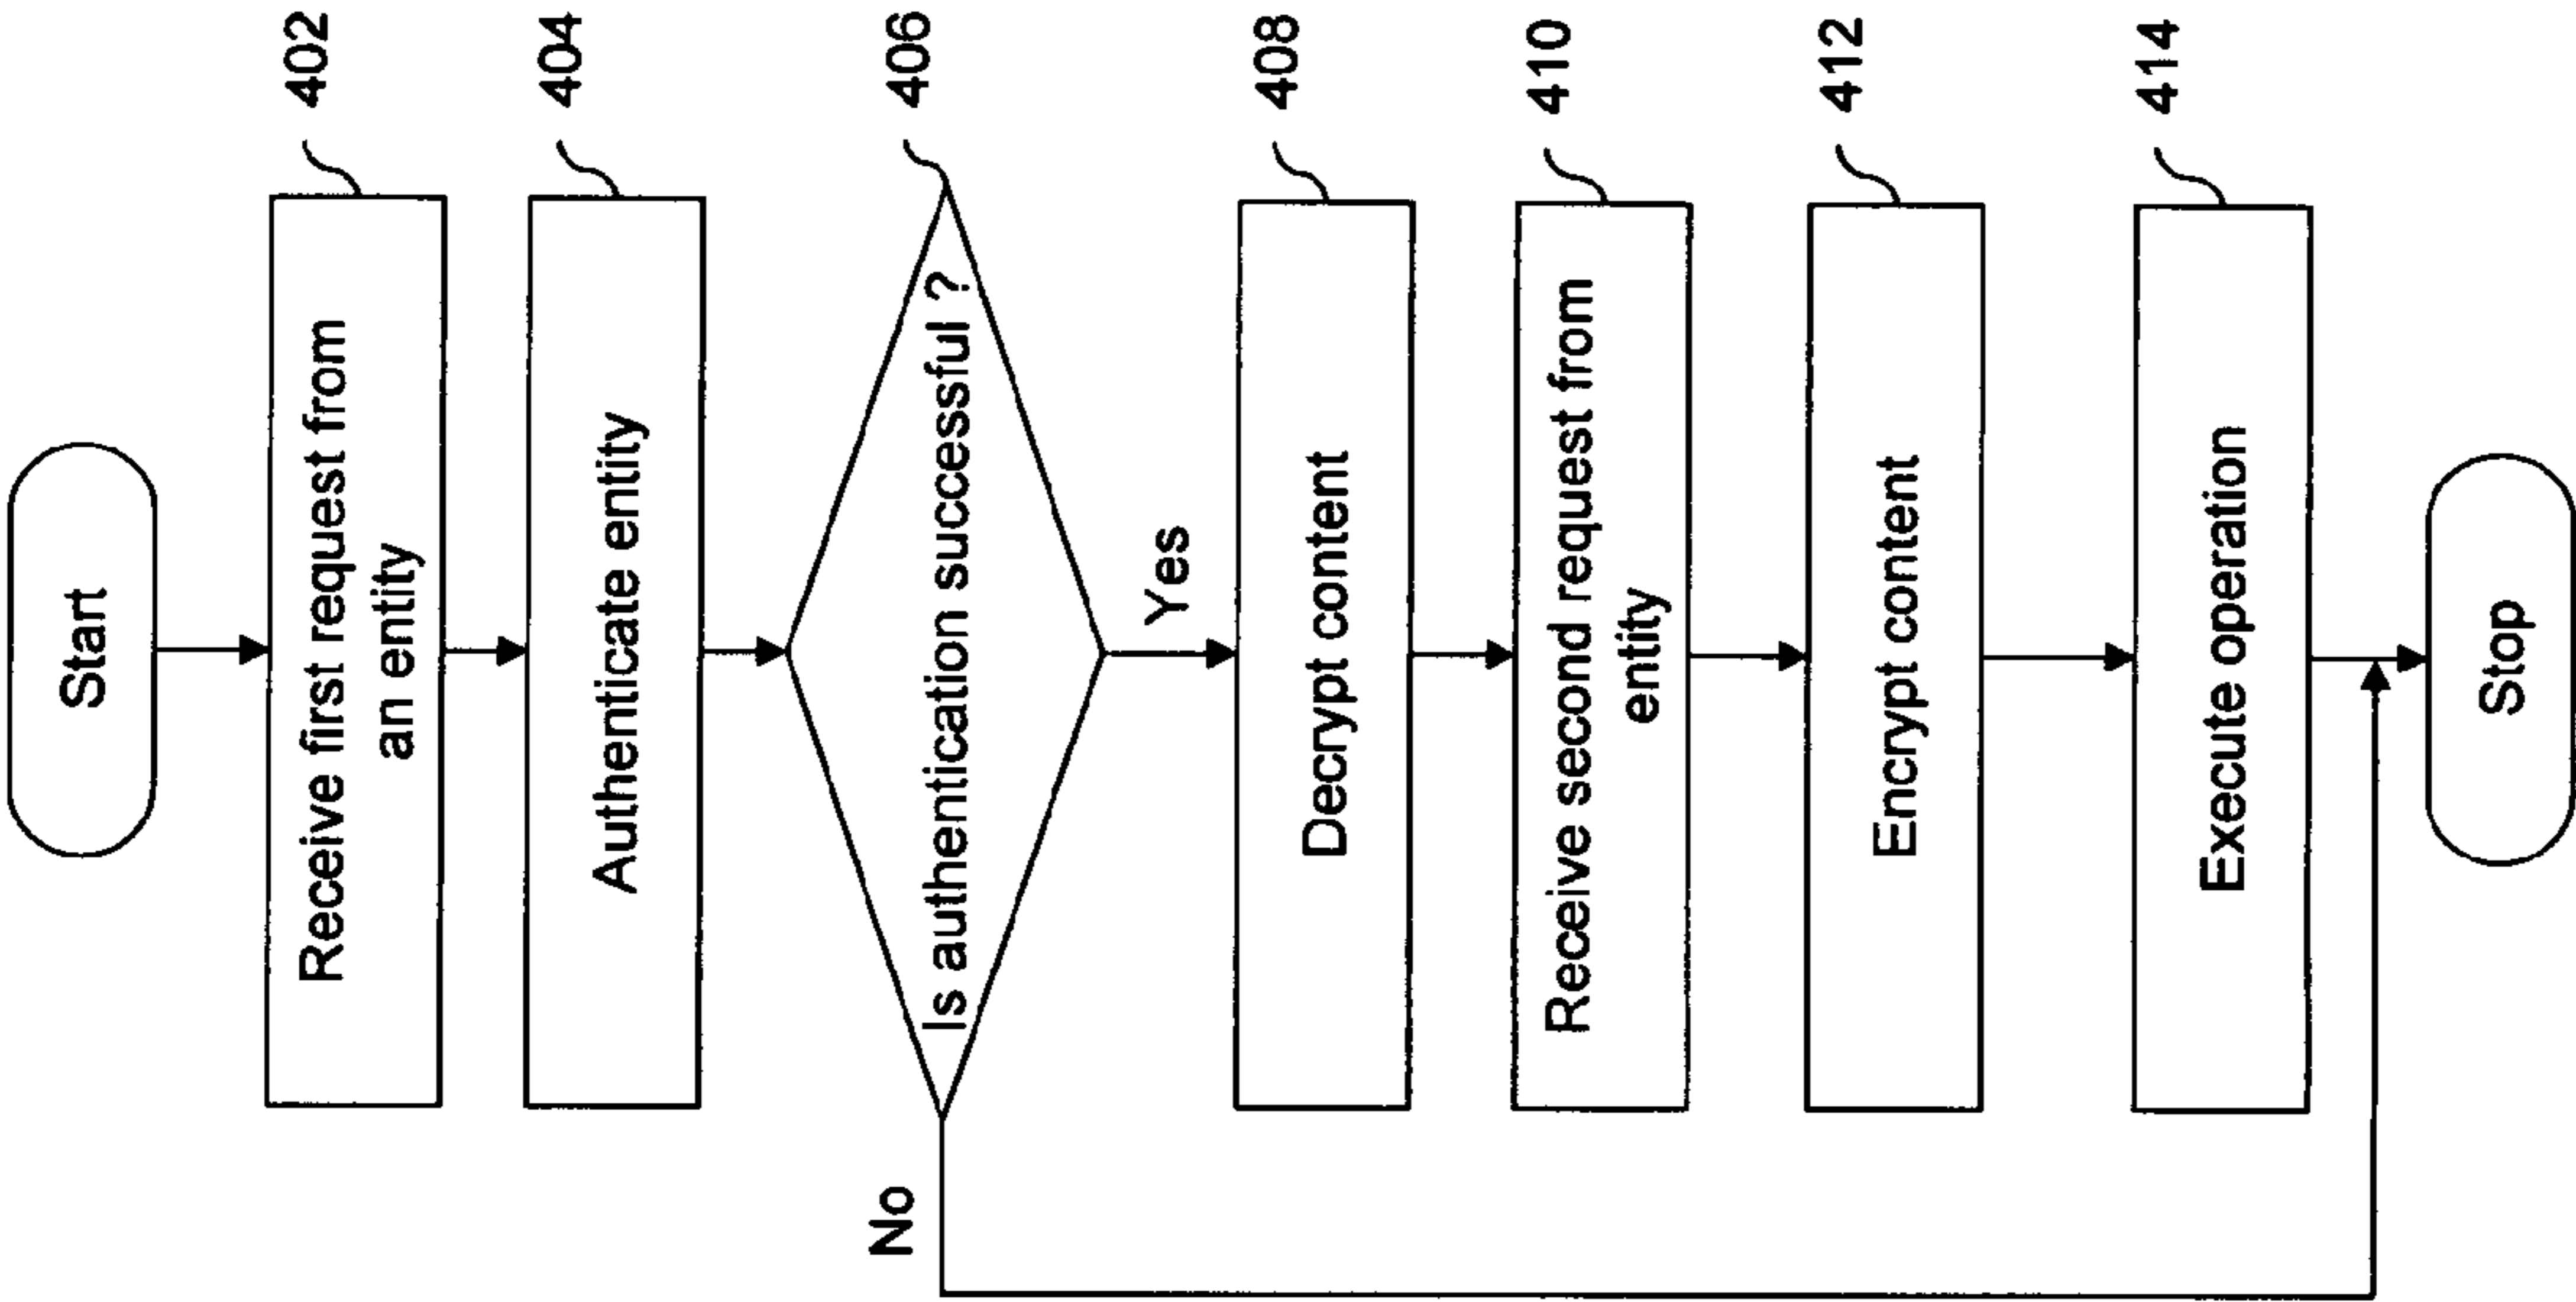 Start
Receive first request from
an entity
402
Authenticate entity
404
Is authentication successful ?
406
No
Yes
Decrypt content
408
Receive second request from
entity
410
Encrypt content
412
Execute operation
414
Stop